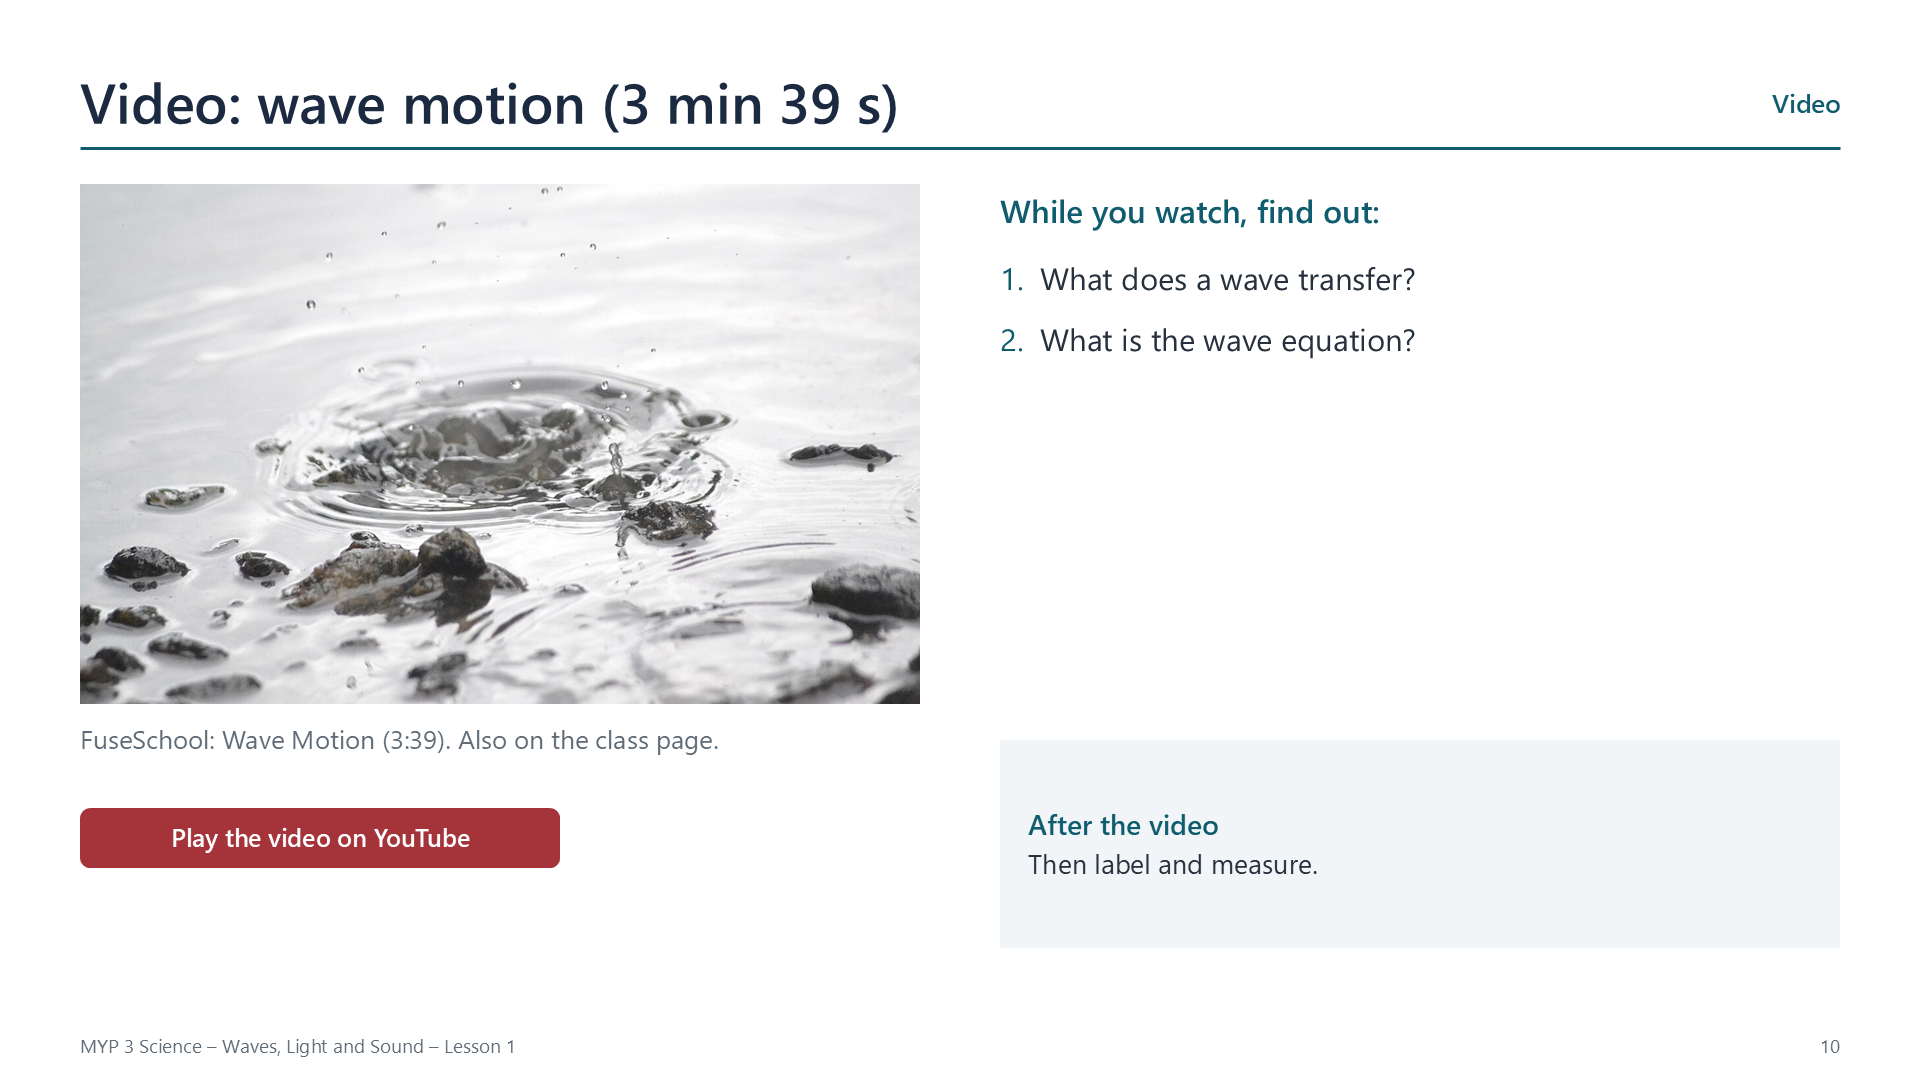 Video: wave motion (3 min 39 s)
Video
FuseSchool: Wave Motion (3:39). Also on the class page.
Play the video on YouTube
While you watch, find out:
1. What does a wave transfer?
2. What is the wave equation?
After the video
Then label and measure.
MYP 3 Science – Waves, Light and Sound – Lesson 1
10